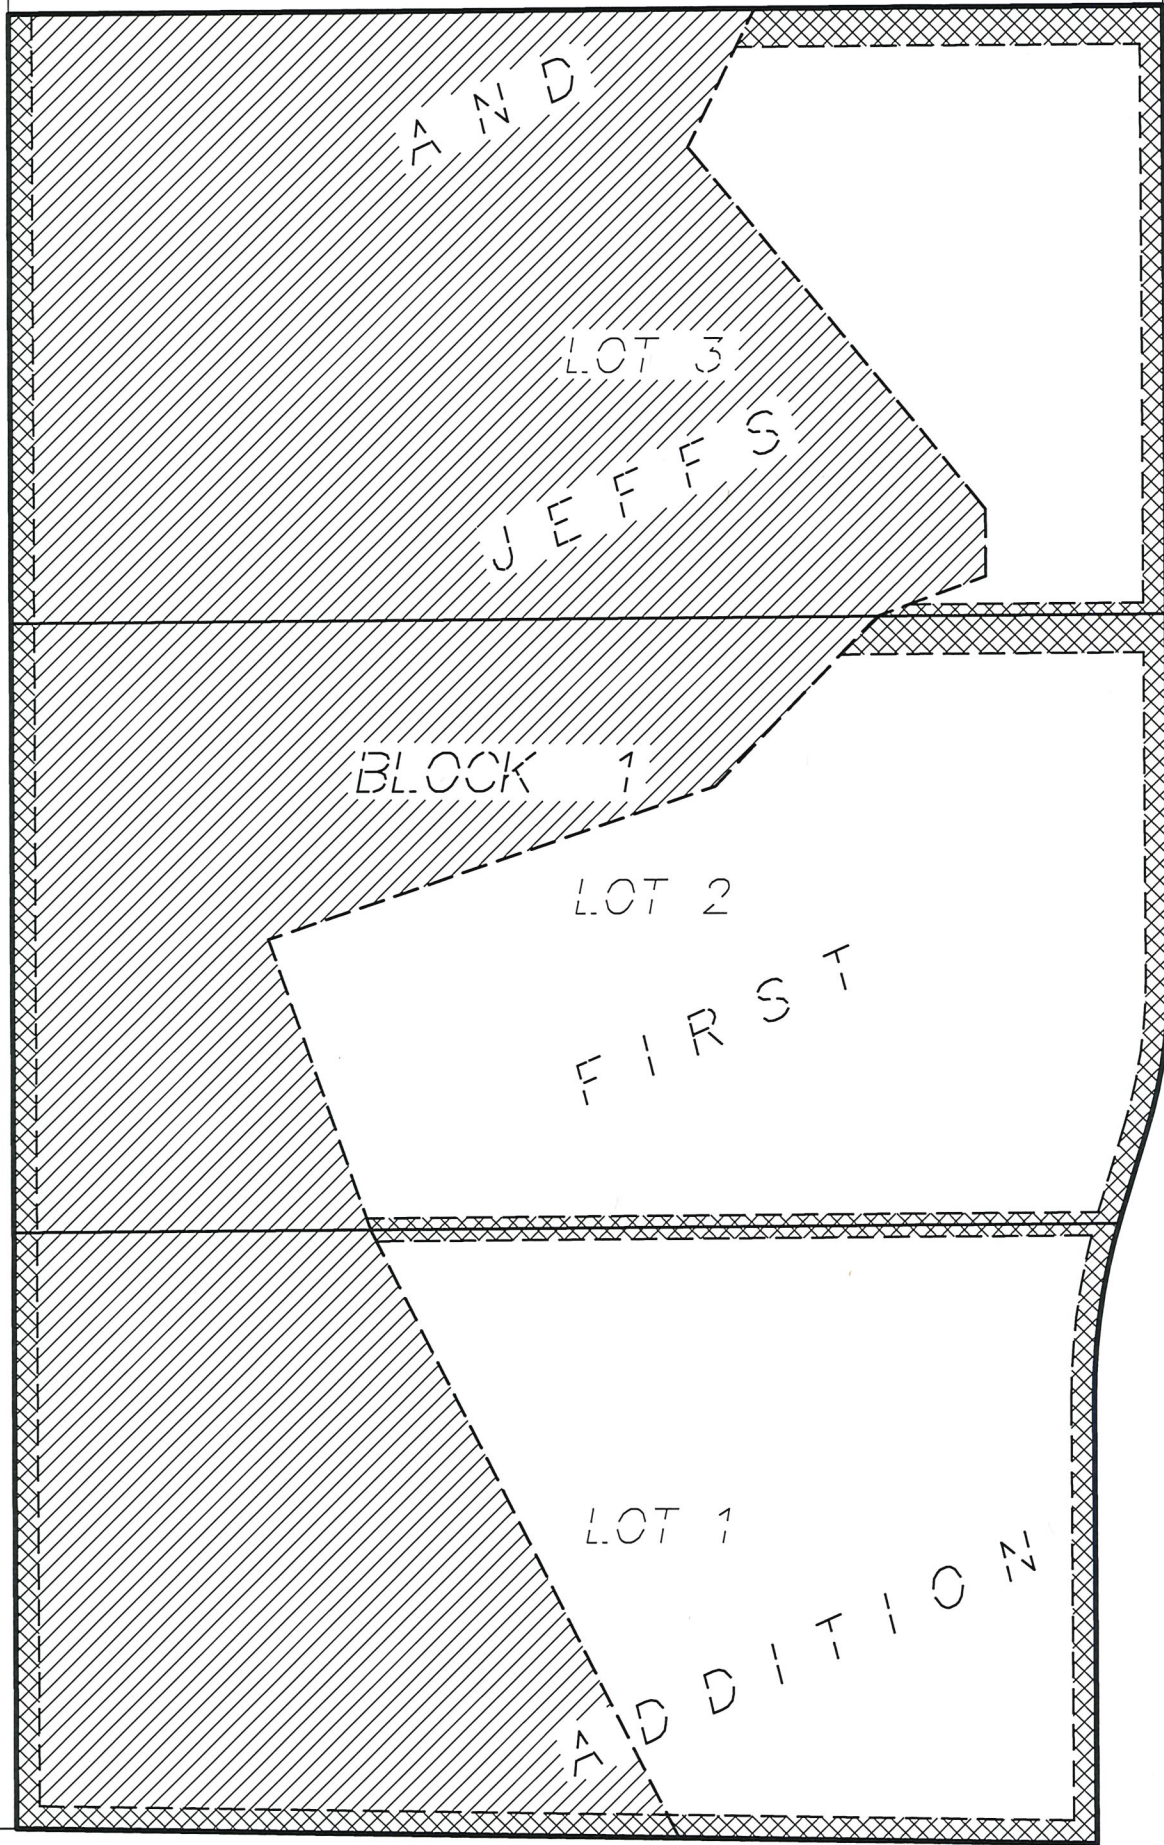 AND
LOT 3
JEFFS
BLOCK 1
LOT 2
FIRST
LOT 1
ADDITION